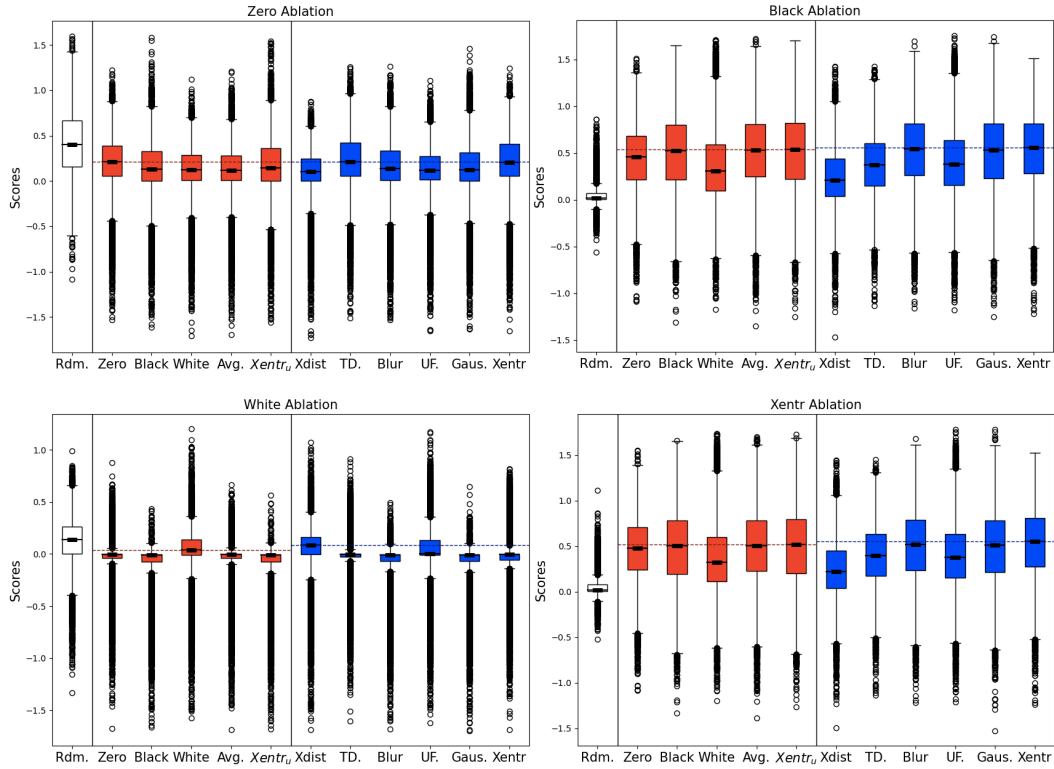 Zero Ablation
Scores
1.5
1.0
0.5
0.0
−0.5
−1.0
−1.5
Rdm. Zero Black White Avg. Xentr_u Xdist TD. Blur UF. Gaus. Xentr
Black Ablation
Scores
1.5
1.0
0.5
0.0
−0.5
−1.0
−1.5
Rdm. Zero Black White Avg. Xentr_u Xdist TD. Blur UF. Gaus. Xentr
White Ablation
Scores
1.0
0.5
0.0
−0.5
−1.0
−1.5
Rdm. Zero Black White Avg. Xentr_u Xdist TD. Blur UF. Gaus. Xentr
Xentr Ablation
Scores
1.5
1.0
0.5
0.0
−0.5
−1.0
−1.5
Rdm. Zero Black White Avg. Xentr_u Xdist TD. Blur UF. Gaus. Xentr